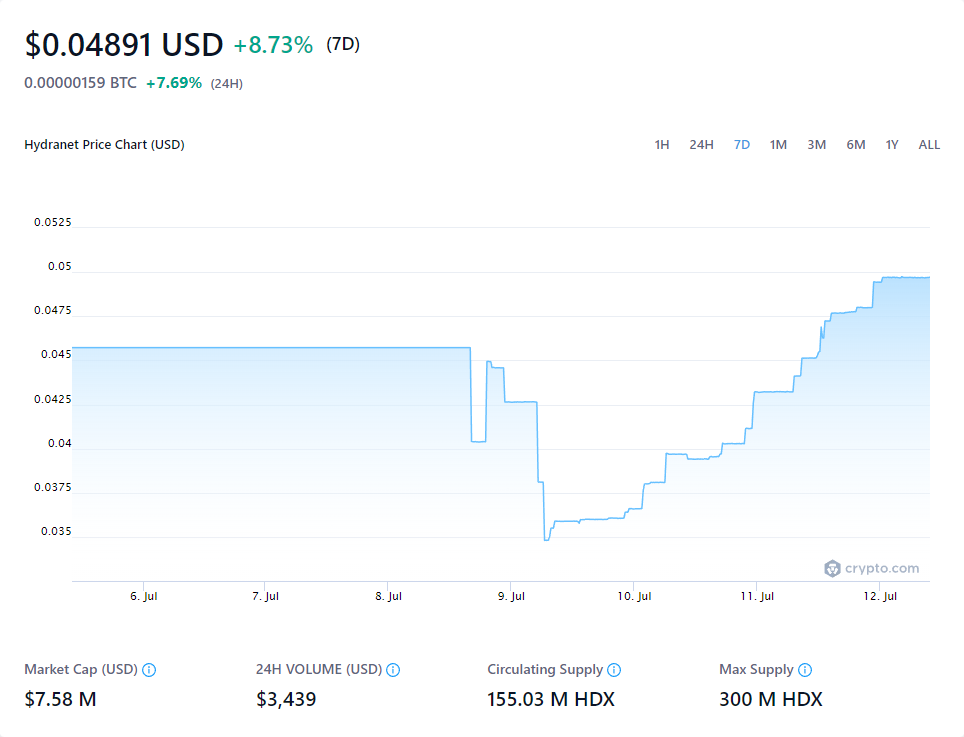 $0.04891 USD +8.73% (7D)
0.00000159 BTC +7.69% (24H)
Hydranet Price Chart (USD) 1H 24H 7D 1M 3M 6M 1Y ALL
0.0525
0.05
0.0475
0.045
0.0425
0.04
0.0375
0.035
crypto.com
6. Jul 7. Jul 8. Jul 9. Jul 10. Jul 11. Jul 12. Jul
Market Cap (USD) 24H VOLUME (USD) Circulating Supply Max Supply
$7.58 M $3,439 155.03 M HDX 300 M HDX